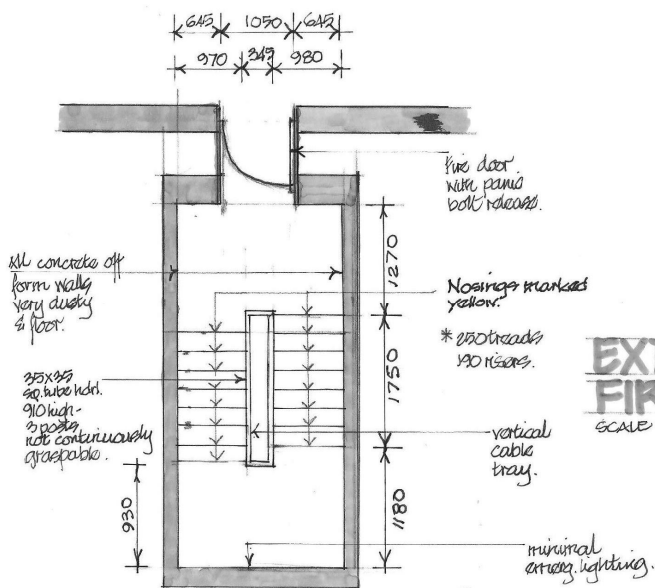 645 1050 645
970 345 980
Fire door
with panic
bolt release.
1270
All concrete off
form walls
very dusty
& floor.
Nosings marked
yellow.
* 250 treads
190 risers.
1750
EXI
FIR
SCALE
35x35
sq. tube hdrl.
910 high -
3 posts
not continuously
graspable.
vertical
cable
tray.
930
1180
minimal
emerg. lighting.